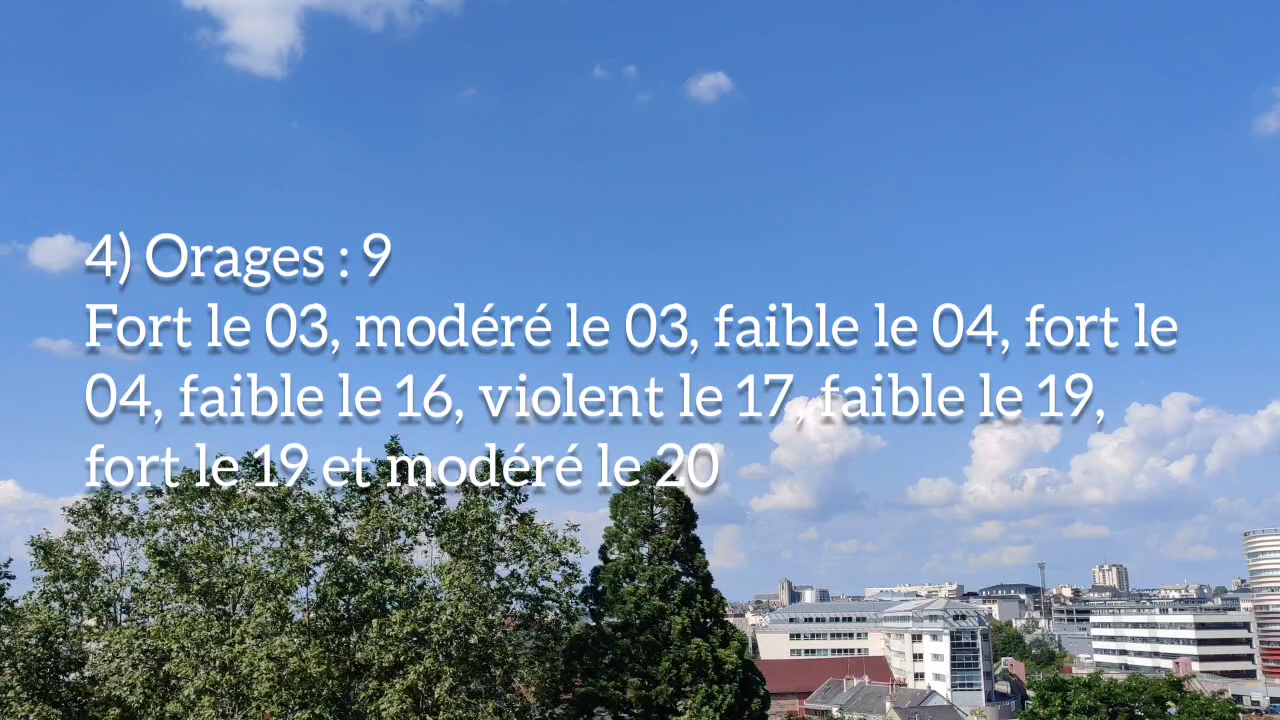 4) Orages : 9
Fort le 03, modéré le 03, faible le 04, fort le
04, faible le 16, violent le 17, faible le 19,
fort le 19 et modéré le 20